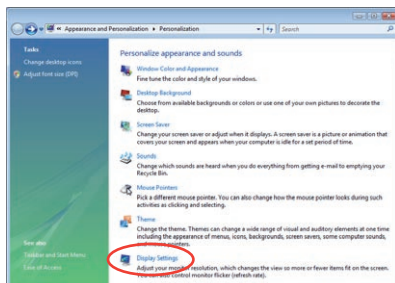 « Appearance and Personalization ▸ Personalization
Search
Tasks
Change desktop icons
Adjust font size (DPI)
Personalize appearance and sounds
Window Color and Appearance
Fine tune the color and style of your windows.
Desktop Background
Choose from available backgrounds or colors or use one of your own pictures to decorate the
desktop.
Screen Saver
Change your screen saver or adjust when it displays. A screen saver is a picture or animation that
covers your screen and appears when your computer is idle for a set period of time.
Sounds
Change which sounds are heard when you do everything from getting e-mail to emptying your
Recycle Bin.
Mouse Pointers
Pick a different mouse pointer. You can also change how the mouse pointer looks during such
activities as clicking and selecting.
Theme
Change the theme. Themes can change a wide range of visual and auditory elements at one time
including the appearance of menus, icons, backgrounds, screen savers, some computer sounds,
and mouse pointers.
Display Settings
Adjust your monitor resolution, which changes the view so more or fewer items fit on the screen.
You can also control monitor flicker (refresh rate).
See also
Taskbar and Start Menu
Ease of Access